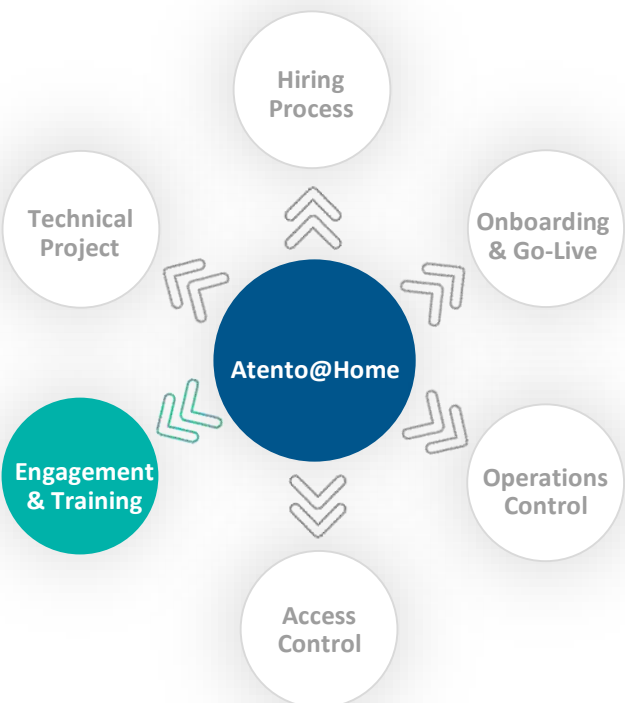 Hiring
Process
Technical
Project
Onboarding
& Go-Live
Atento@Home
Engagement
& Training
Operations
Control
Access
Control